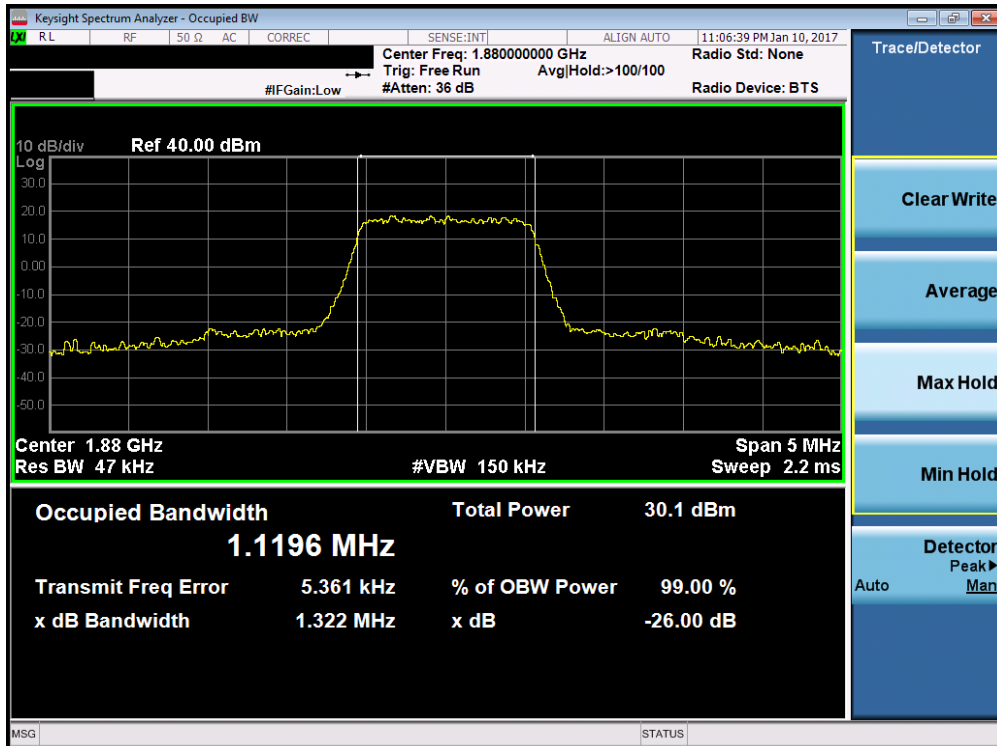 Keysight Spectrum Analyzer - Occupied BW
LXI RL RF 50 Ω AC CORREC SENSE:INT ALIGN AUTO 11:06:39 PM Jan 10, 2017
Center Freq: 1.880000000 GHz Radio Std: None
Trig: Free Run Avg|Hold:>100/100
#IFGain:Low #Atten: 36 dB Radio Device: BTS
10 dB/div Ref 40.00 dBm
Log
30.0
20.0
10.0
0.00
-10.0
-20.0
-30.0
-40.0
-50.0
Center 1.88 GHz Span 5 MHz
Res BW 47 kHz #VBW 150 kHz Sweep 2.2 ms
Occupied Bandwidth Total Power 30.1 dBm
1.1196 MHz
Transmit Freq Error 5.361 kHz % of OBW Power 99.00 %
x dB Bandwidth 1.322 MHz x dB -26.00 dB
Trace/Detector
Clear Write
Average
Max Hold
Min Hold
Detector
Peak▶
Auto Man
MSG STATUS